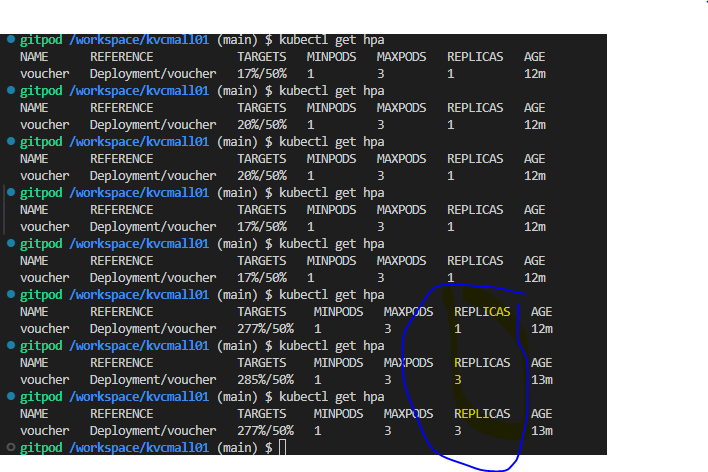 gitpod /workspace/kvcmall01 (main) $ kubectl get hpa
NAME REFERENCE TARGETS MINPODS MAXPODS REPLICAS AGE
voucher Deployment/voucher 17%/50% 1 3 1 12m
gitpod /workspace/kvcmall01 (main) $ kubectl get hpa
NAME REFERENCE TARGETS MINPODS MAXPODS REPLICAS AGE
voucher Deployment/voucher 20%/50% 1 3 1 12m
gitpod /workspace/kvcmall01 (main) $ kubectl get hpa
NAME REFERENCE TARGETS MINPODS MAXPODS REPLICAS AGE
voucher Deployment/voucher 20%/50% 1 3 1 12m
gitpod /workspace/kvcmall01 (main) $ kubectl get hpa
NAME REFERENCE TARGETS MINPODS MAXPODS REPLICAS AGE
voucher Deployment/voucher 17%/50% 1 3 1 12m
gitpod /workspace/kvcmall01 (main) $ kubectl get hpa
NAME REFERENCE TARGETS MINPODS MAXPODS REPLICAS AGE
voucher Deployment/voucher 17%/50% 1 3 1 12m
gitpod /workspace/kvcmall01 (main) $ kubectl get hpa
NAME REFERENCE TARGETS MINPODS MAXPODS REPLICAS AGE
voucher Deployment/voucher 277%/50% 1 3 1 12m
gitpod /workspace/kvcmall01 (main) $ kubectl get hpa
NAME REFERENCE TARGETS MINPODS MAXPODS REPLICAS AGE
voucher Deployment/voucher 285%/50% 1 3 3 13m
gitpod /workspace/kvcmall01 (main) $ kubectl get hpa
NAME REFERENCE TARGETS MINPODS MAXPODS REPLICAS AGE
voucher Deployment/voucher 277%/50% 1 3 3 13m
gitpod /workspace/kvcmall01 (main) $